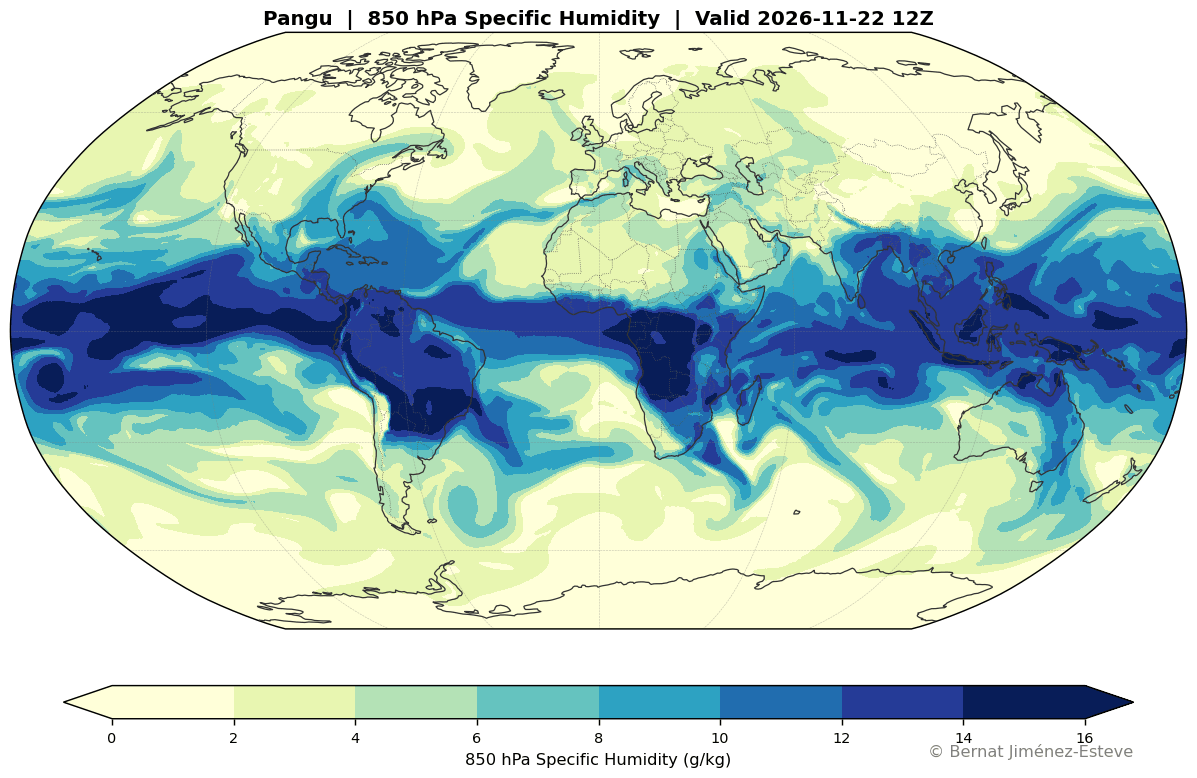 Pangu | 850 hPa Specific Humidity | Valid 2026-11-22 12Z
0 2 4 6 8 10 12 14 16
850 hPa Specific Humidity (g/kg)
© Bernat Jiménez-Esteve